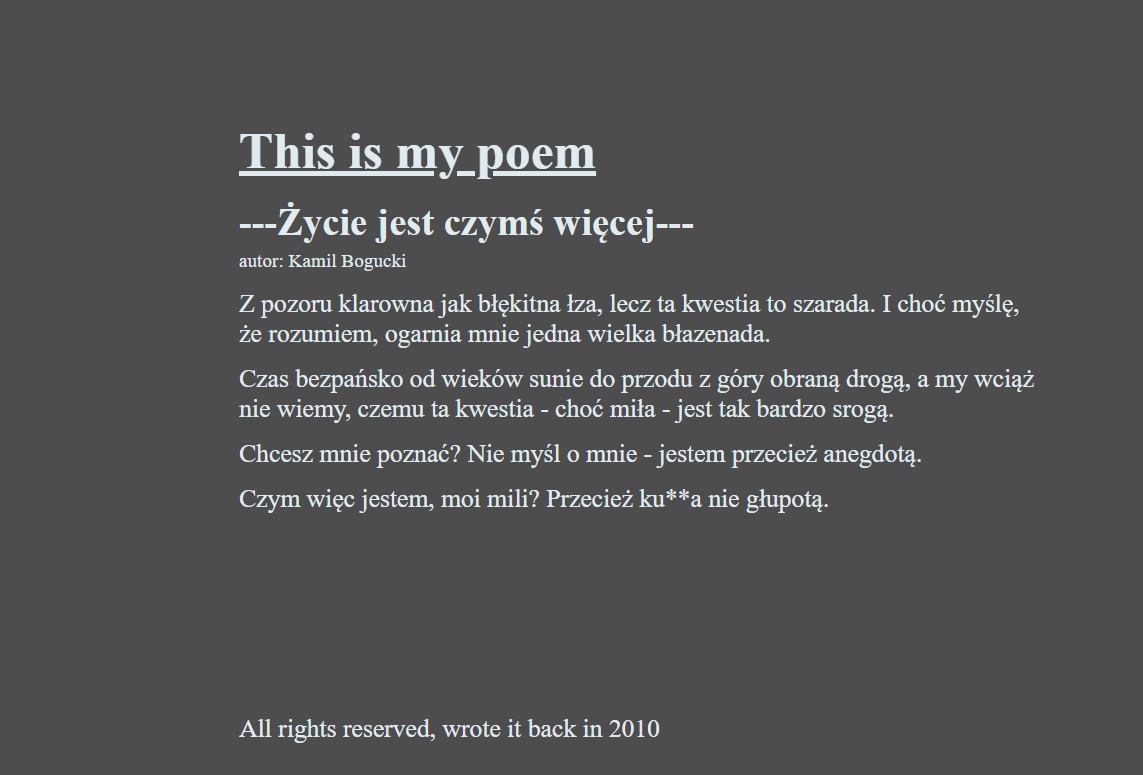 This is my poem
---Życie jest czymś więcej---
autor: Kamil Bogucki
Z pozoru klarowna jak błękitna łza, lecz ta kwestia to szarada. I choć myślę,
że rozumiem, ogarnia mnie jedna wielka błazenada.
Czas bezpańsko od wieków sunie do przodu z góry obraną drogą, a my wciąż
nie wiemy, czemu ta kwestia - choć miła - jest tak bardzo srogą.
Chcesz mnie poznać? Nie myśl o mnie - jestem przecież anegdotą.
Czym więc jestem, moi mili? Przecież ku**a nie głupotą.
All rights reserved, wrote it back in 2010